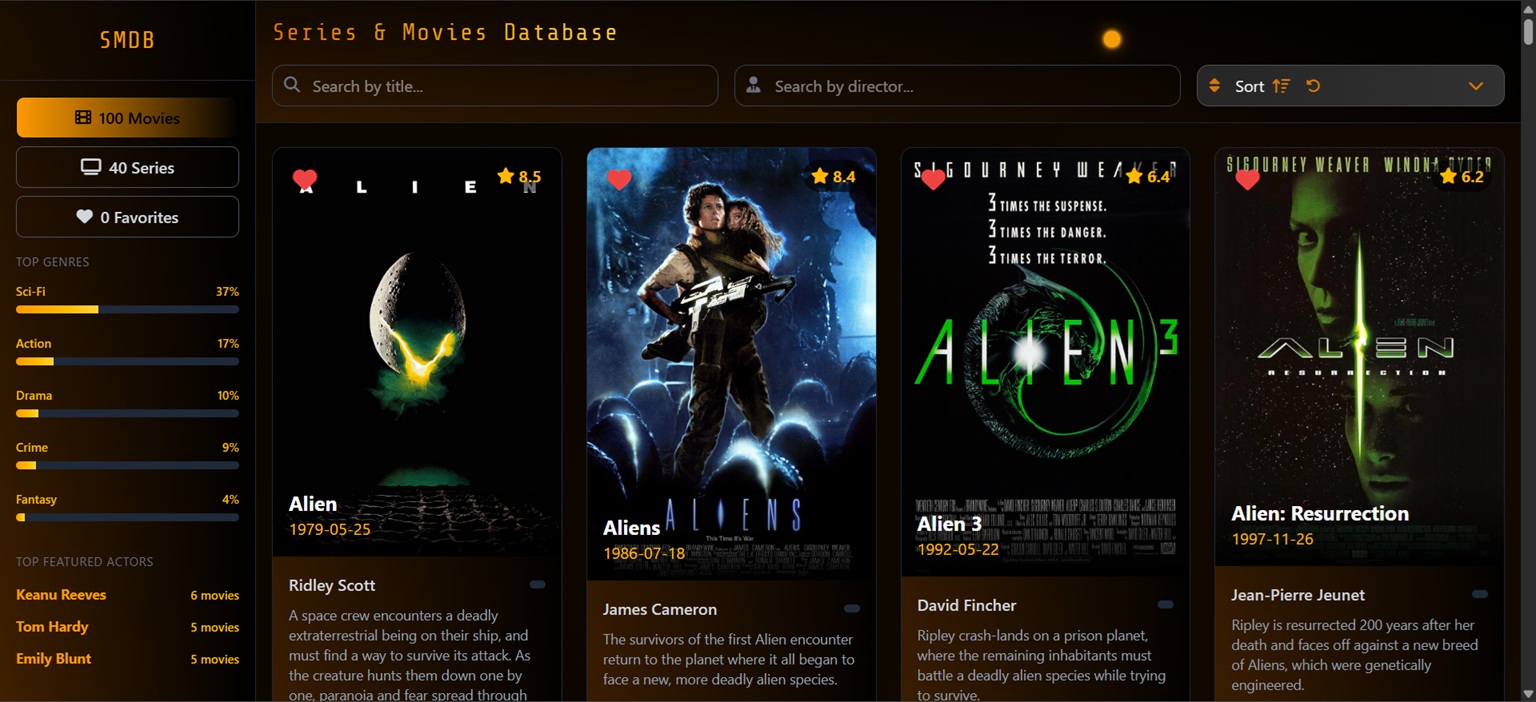 SMDB
100 Movies
40 Series
0 Favorites
TOP GENRES
Sci-Fi 37%
Action 17%
Drama 10%
Crime 9%
Fantasy 4%
TOP FEATURED ACTORS
Keanu Reeves 6 movies
Tom Hardy 5 movies
Emily Blunt 5 movies
Series & Movies Database
Search by title...
Search by director...
Sort
8.5
A L I E N
Alien
1979-05-25
Ridley Scott
A space crew encounters a deadly
extraterrestrial being on their ship, and
must find a way to survive its attack. As
the creature hunts them down one by
one, paranoia and fear spread through
8.4
ALIENS
This Time It's War
Aliens
1986-07-18
James Cameron
The survivors of the first Alien encounter
return to the planet where it all began to
face a new, more deadly alien species.
SIGOURNEY WEAVER
6.4
3 TIMES THE SUSPENSE.
3 TIMES THE DANGER.
3 TIMES THE TERROR.
ALIEN 3
Alien 3
1992-05-22
David Fincher
Ripley crash-lands on a prison planet,
where the remaining inhabitants must
battle a deadly alien species while trying
to survive.
SIGOURNEY WEAVER WINONA RYDER
6.2
ALIEN
RESURRECTION
Alien: Resurrection
1997-11-26
Jean-Pierre Jeunet
Ripley is resurrected 200 years after her
death and faces off against a new breed
of Aliens, which were genetically
engineered.